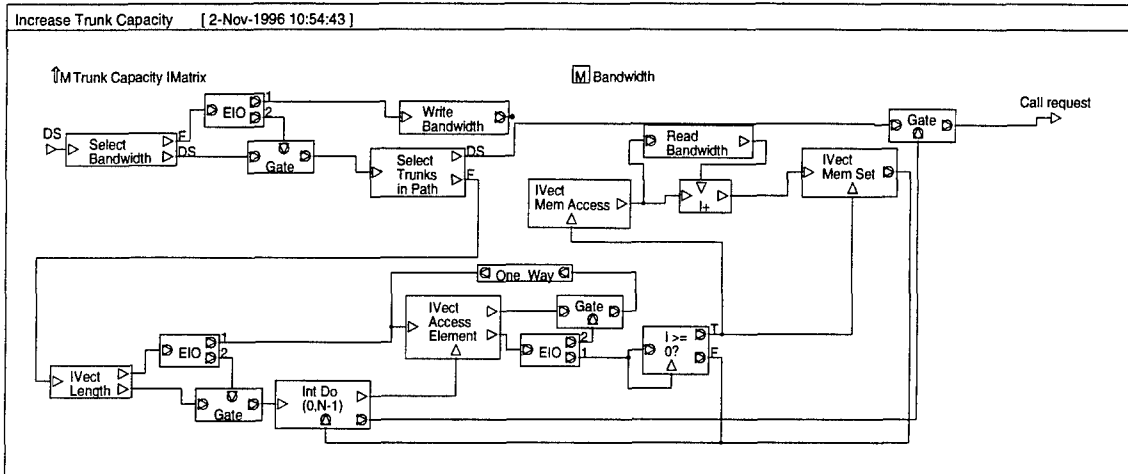 Increase Trunk Capacity [ 2-Nov-1996 10:54:43 ]
⇑M Trunk Capacity IMatrix
M Bandwidth
Call request
DS
Select
Bandwidth
F
DS
EIO
1
2
Gate
Write
Bandwidth
Select
Trunks
in Path
DS
F
Read
Bandwidth
Gate
IVect
Mem Access
I+
IVect
Mem Set
One Way
IVect
Length
EIO
1
2
Gate
Int Do
(0,N-1)
IVect
Access
Element
Gate
EIO
2
1
I >=
0?
T
F